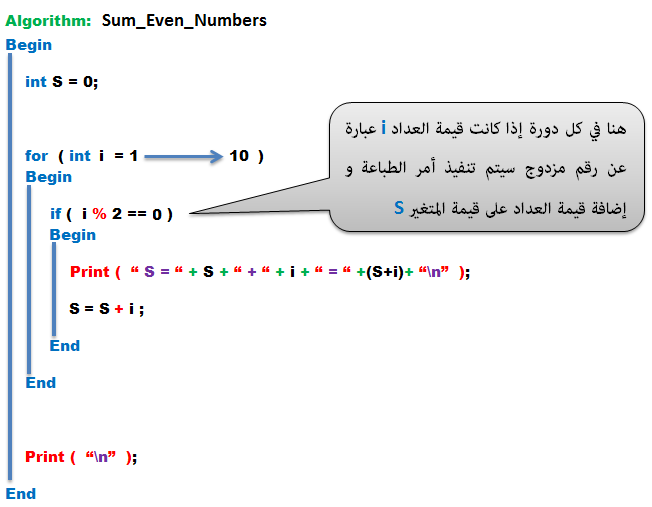 Algorithm: Sum_Even_Numbers
Begin
int S = 0;
for ( int i = 1 10 )
Begin
if ( i % 2 == 0 )
Begin
Print ( “ S = “ + S + “ + “ + i + “ = “ +(S+i)+ “\n” );
S = S + i ;
End
End
Print ( “\n” );
End
هنا في كل دورة إذا كانت قيمة العداد i عبارة
عن رقم مزدوج سيتم تنفيذ أمر الطباعة و
إضافة قيمة العداد على قيمة المتغير S